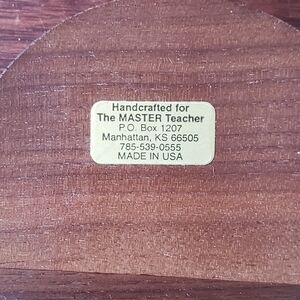 Handcrafted for
The MASTER Teacher
P.O. Box 1207
Manhattan, KS 66505
785-539-0555
MADE IN USA